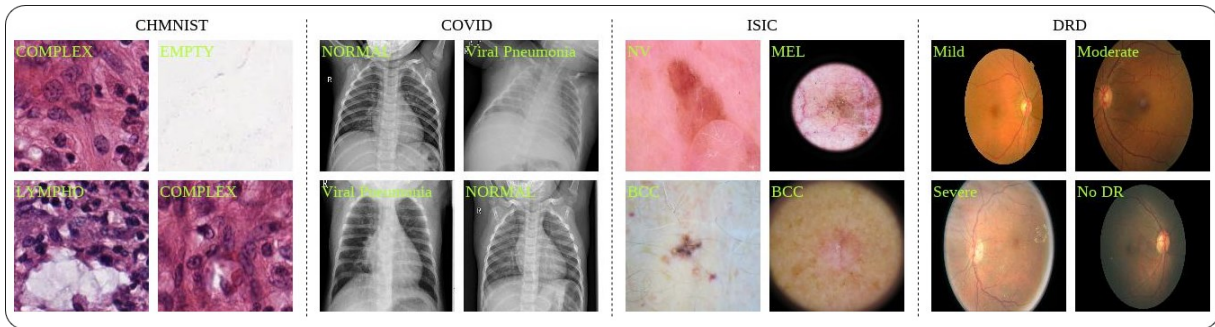 CHMNIST
COVID
ISIC
DRD
COMPLEX
EMPTY
NORMAL
Viral Pneumonia
NV
MEL
Mild
Moderate
R
LYMPHO
COMPLEX
Viral Pneumonia
NORMAL
BCC
BCC
Severe
No DR
R